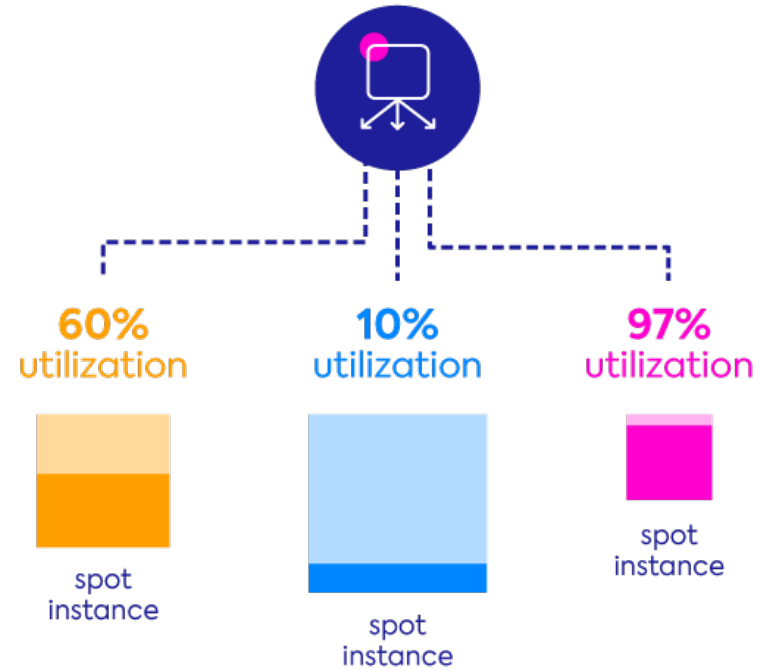 60%
utilization
10%
utilization
97%
utilization
spot
instance
spot
instance
spot
instance